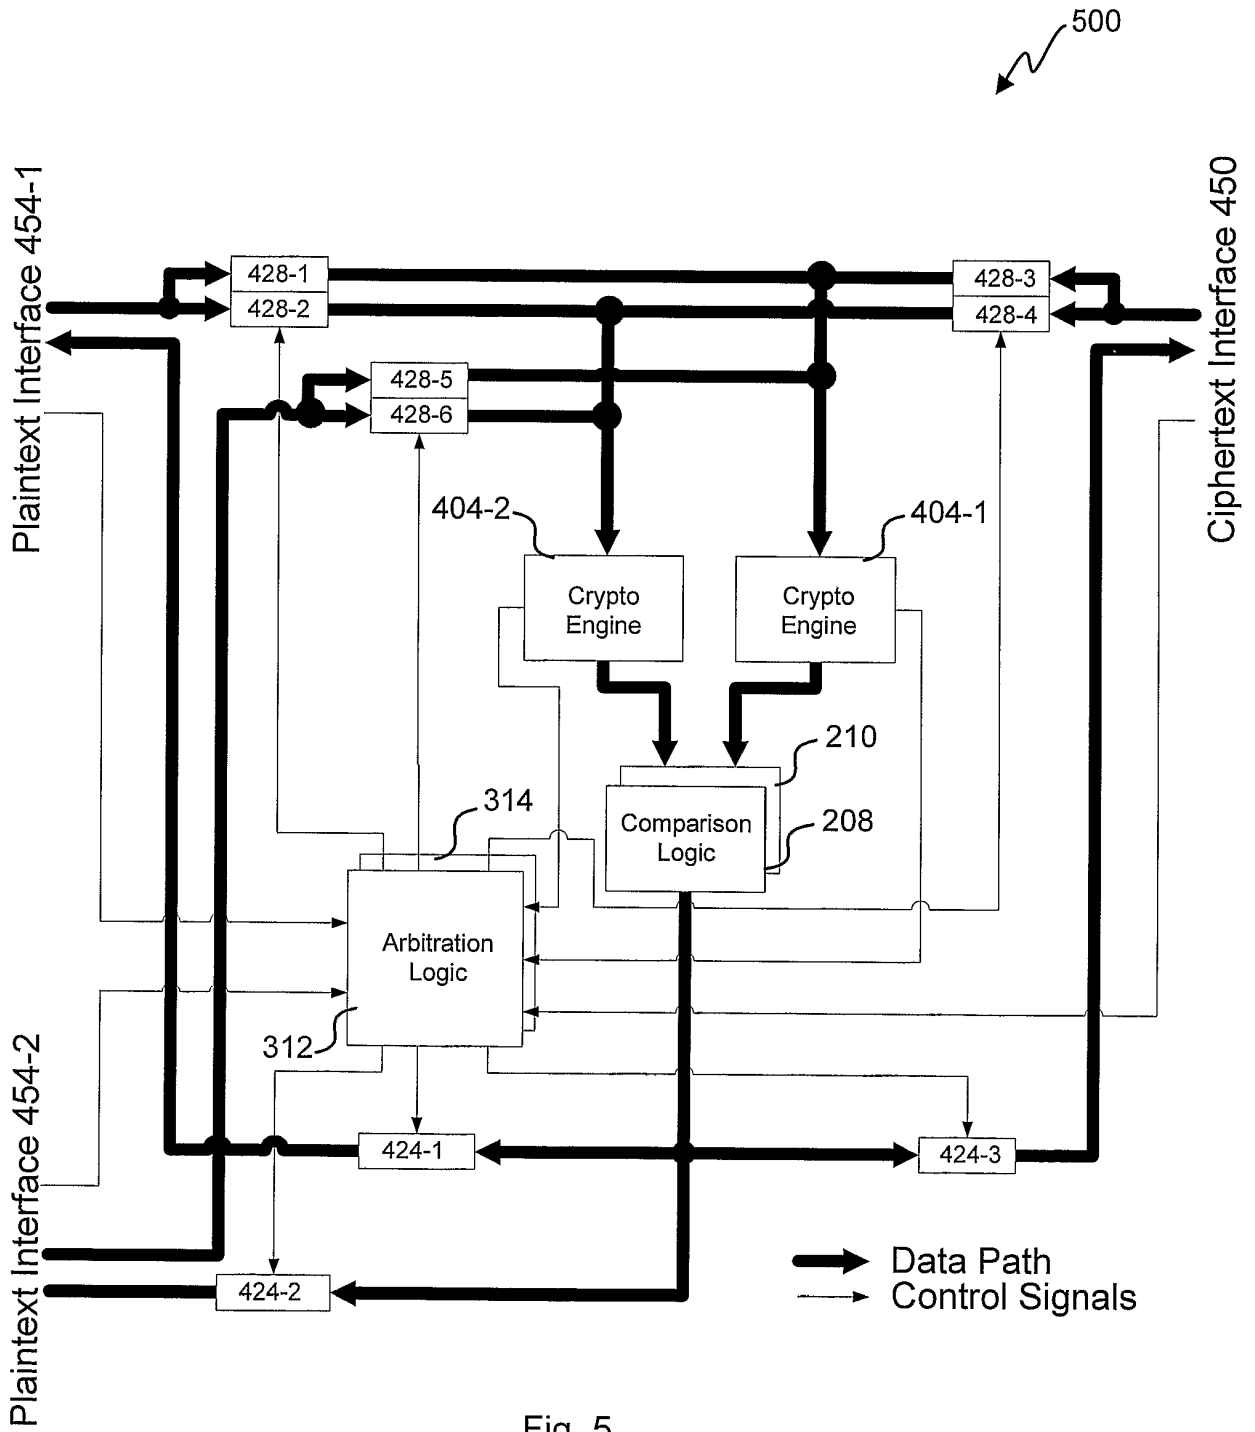 500
Plaintext Interface 454-1
Ciphertext Interface 450
428-1
428-2
428-3
428-4
428-5
428-6
404-2
404-1
Crypto
Engine
Crypto
Engine
210
208
Comparison
Logic
314
Arbitration
Logic
312
Plaintext Interface 454-2
424-1
424-3
424-2
Data Path
Control Signals
Fig. 5